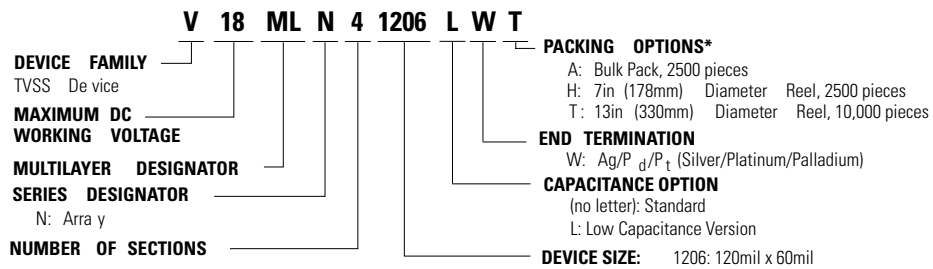 V 18 ML N 4 1206 L W T
DEVICE FAMILY
TVSS De vice
MAXIMUM DC
WORKING VOLTAGE
MULTILAYER DESIGNATOR
SERIES DESIGNATOR
N: Arra y
NUMBER OF SECTIONS
PACKING OPTIONS*
A: Bulk Pack, 2500 pieces
H: 7in (178mm) Diameter Reel, 2500 pieces
T: 13in (330mm) Diameter Reel, 10,000 pieces
END TERMINATION
W: Ag/P d/P t (Silver/Platinum/Palladium)
CAPACITANCE OPTION
(no letter): Standard
L: Low Capacitance Version
DEVICE SIZE: 1206: 120mil x 60mil